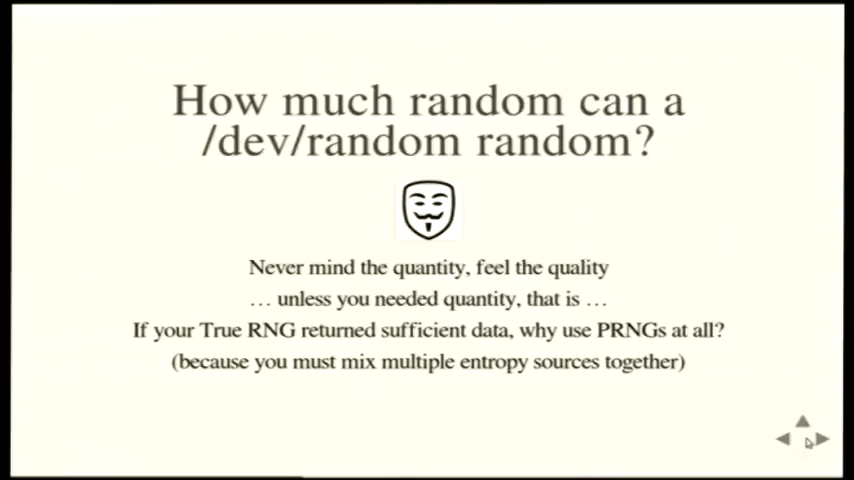 How much random can a
/dev/random random?
Never mind the quantity, feel the quality
… unless you needed quantity, that is …
If your True RNG returned sufficient data, why use PRNGs at all?
(because you must mix multiple entropy sources together)